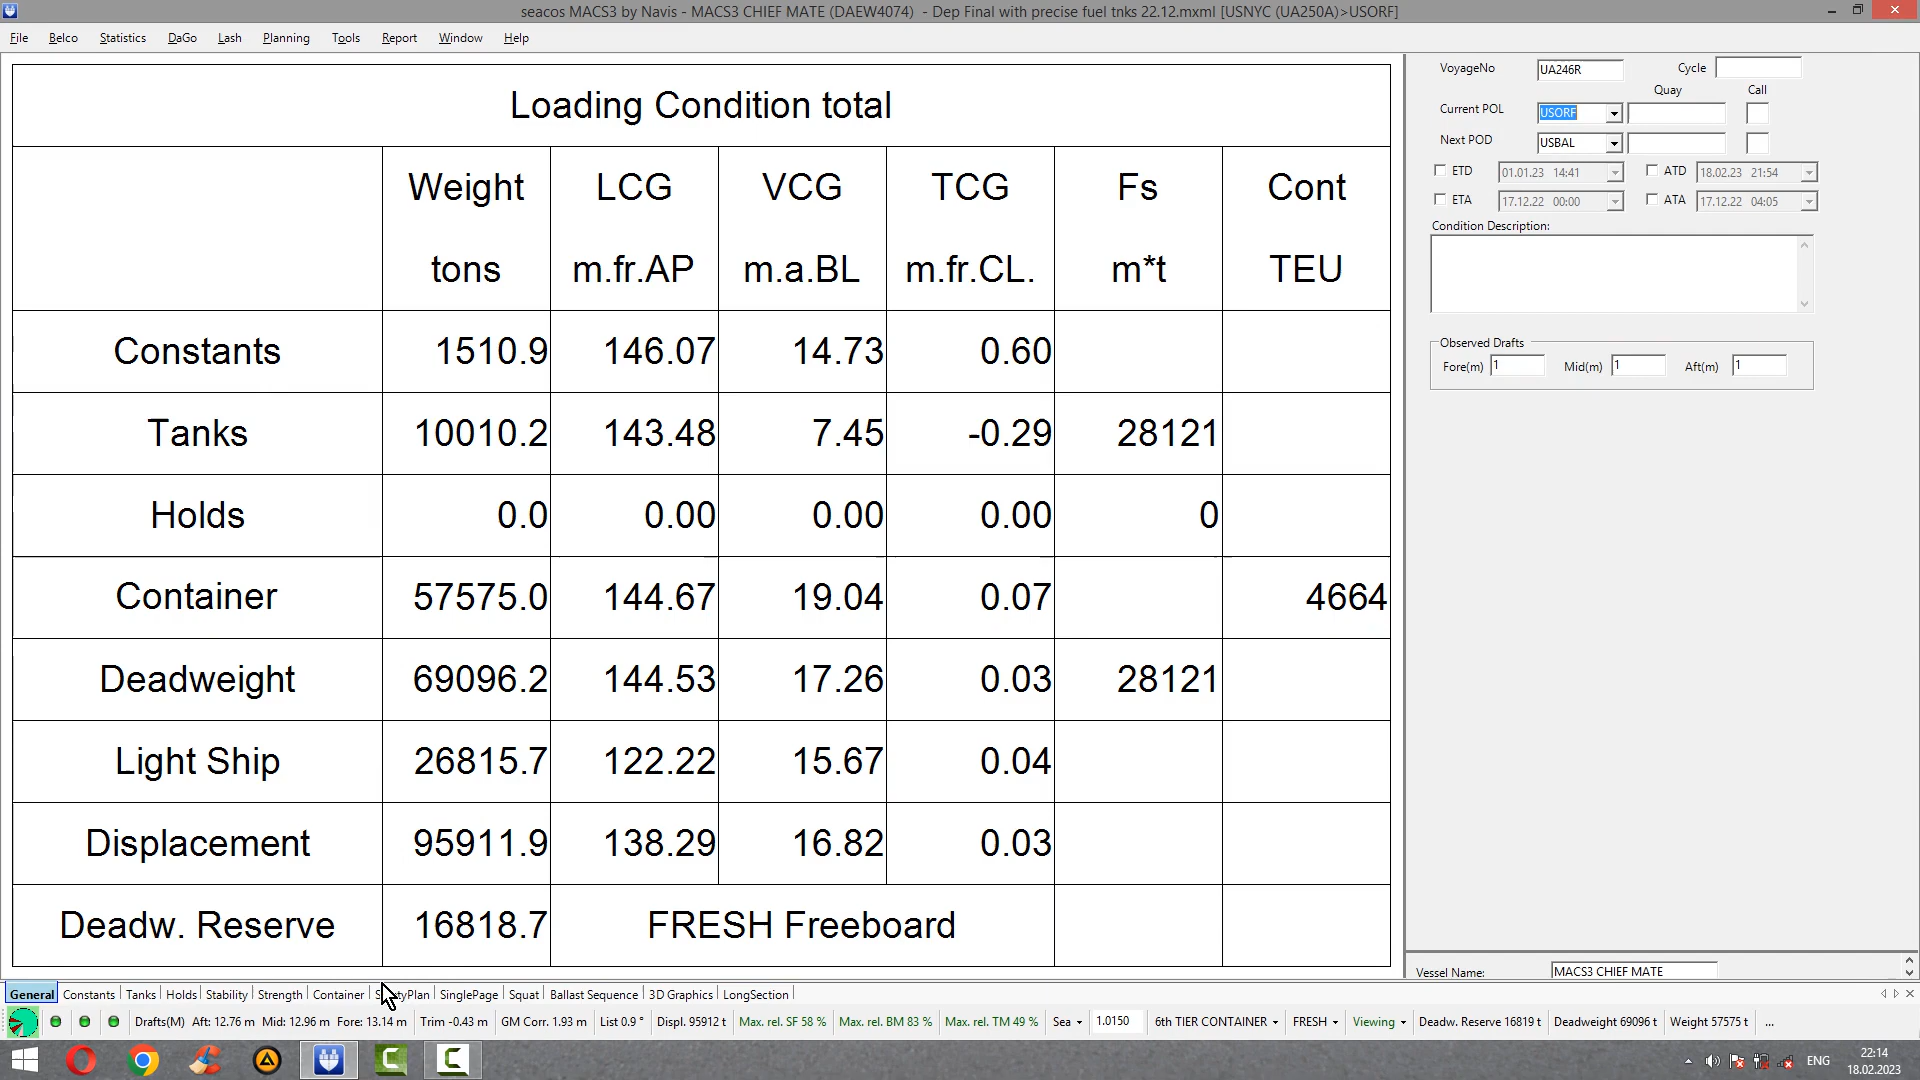 seacos MACS3 by Navis - MACS3 CHIEF MATE (DAEW4074) - Dep Final with precise fuel tnks 22.12.mxml [USNYC (UA250A)>USORF]
File Belco Statistics DaGo Lash Planning Tools Report Window Help
Loading Condition total
Weight LCG VCG TCG Fs Cont
tons m.fr.AP m.a.BL m.fr.CL. m*t TEU
Constants 1510.9 146.07 14.73 0.60
Tanks 10010.2 143.48 7.45 -0.29 28121
Holds 0.0 0.00 0.00 0.00 0
Container 57575.0 144.67 19.04 0.07 4664
Deadweight 69096.2 144.53 17.26 0.03 28121
Light Ship 26815.7 122.22 15.67 0.04
Displacement 95911.9 138.29 16.82 0.03
Deadw. Reserve 16818.7 FRESH Freeboard
VoyageNo UA246R Cycle
Quay Call
Current POL USORF
Next POD USBAL
ETD 01.01.23 14:41 ATD 18.02.23 21:54
ETA 17.12.22 00:00 ATA 17.12.22 04:05
Condition Description:
Observed Drafts
Fore(m) 1 Mid(m) 1 Aft(m) 1
Vessel Name: MACS3 CHIEF MATE
General Constants Tanks Holds Stability Strength Container tyPlan SinglePage Squat Ballast Sequence 3D Graphics LongSection
Drafts(M) Aft: 12.76 m Mid: 12.96 m Fore: 13.14 m Trim -0.43 m GM Corr. 1.93 m List 0.9 ° Displ. 95912 t Max. rel. SF 58 % Max. rel. BM 83 % Max. rel. TM 49 % Sea 1.0150 6th TIER CONTAINER FRESH Viewing Deadw. Reserve 16819 t Deadweight 69096 t Weight 57575 t ...
ENG 22:14
18.02.2023